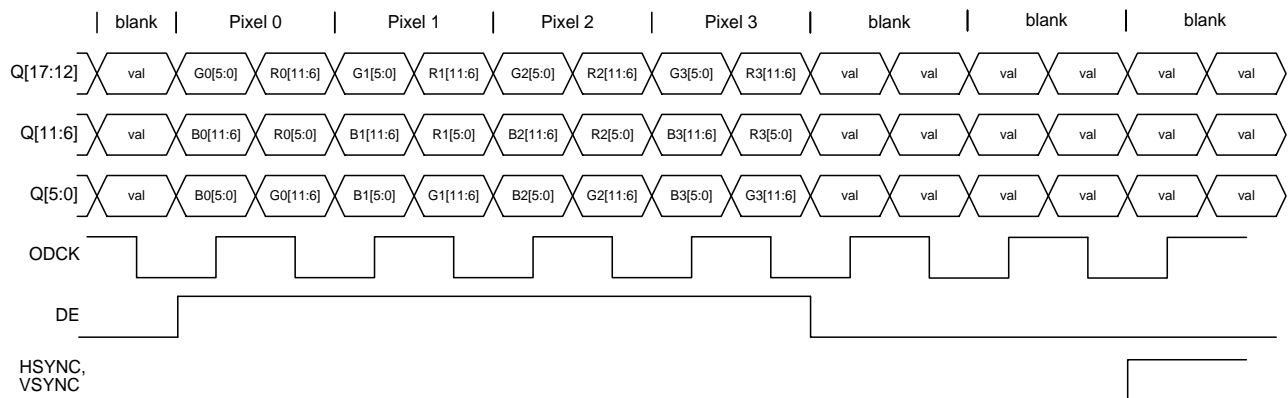 blank Pixel 0 Pixel 1 Pixel 2 Pixel 3 blank blank blank
Q[17:12] val G0[5:0] R0[11:6] G1[5:0] R1[11:6] G2[5:0] R2[11:6] G3[5:0] R3[11:6] val val val val val val
Q[11:6] val B0[11:6] R0[5:0] B1[11:6] R1[5:0] B2[11:6] R2[5:0] B3[11:6] R3[5:0] val val val val val val
Q[5:0] val B0[5:0] G0[11:6] B1[5:0] G1[11:6] B2[5:0] G2[11:6] B3[5:0] G3[11:6] val val val val val val
ODCK
DE
HSYNC,
VSYNC